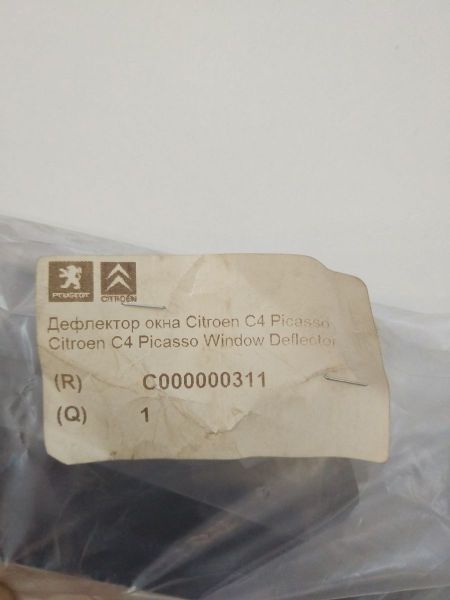 PEUGEOT CITROËN
Дефлектор окна Citroen C4 Picasso
Citroen C4 Picasso Window Deflector
(R) C000000311
(Q) 1